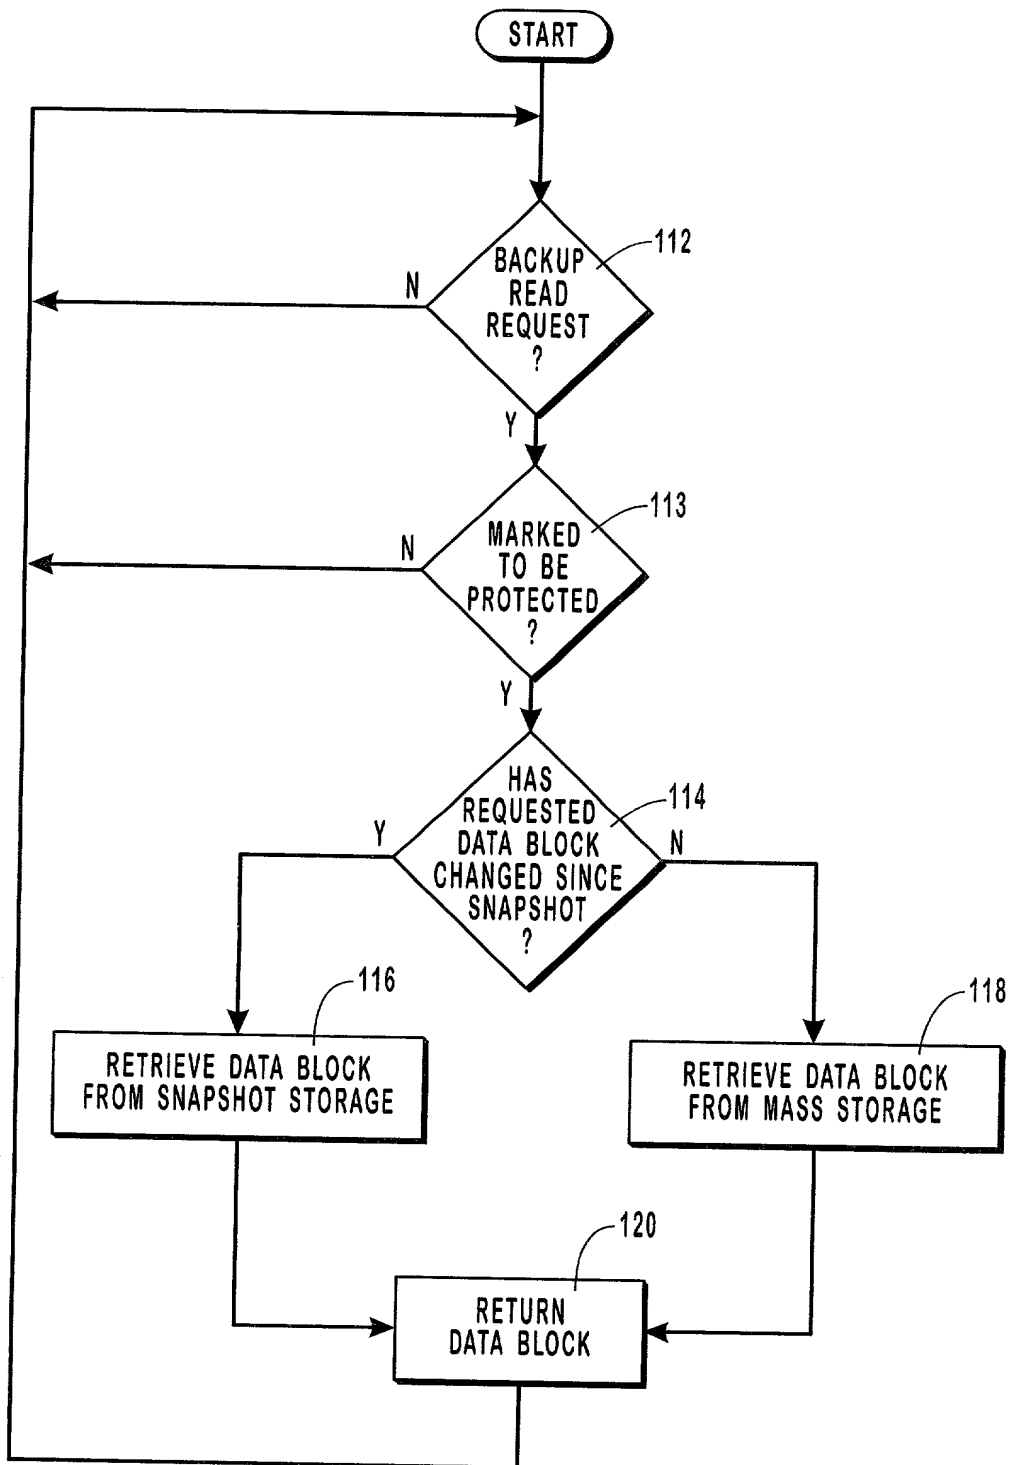 START
112
BACKUP
READ
REQUEST
?
N
Y
113
MARKED
TO BE
PROTECTED
?
N
Y
114
HAS
REQUESTED
DATA BLOCK
CHANGED SINCE
SNAPSHOT
?
Y
N
116
RETRIEVE DATA BLOCK
FROM SNAPSHOT STORAGE
118
RETRIEVE DATA BLOCK
FROM MASS STORAGE
120
RETURN
DATA BLOCK